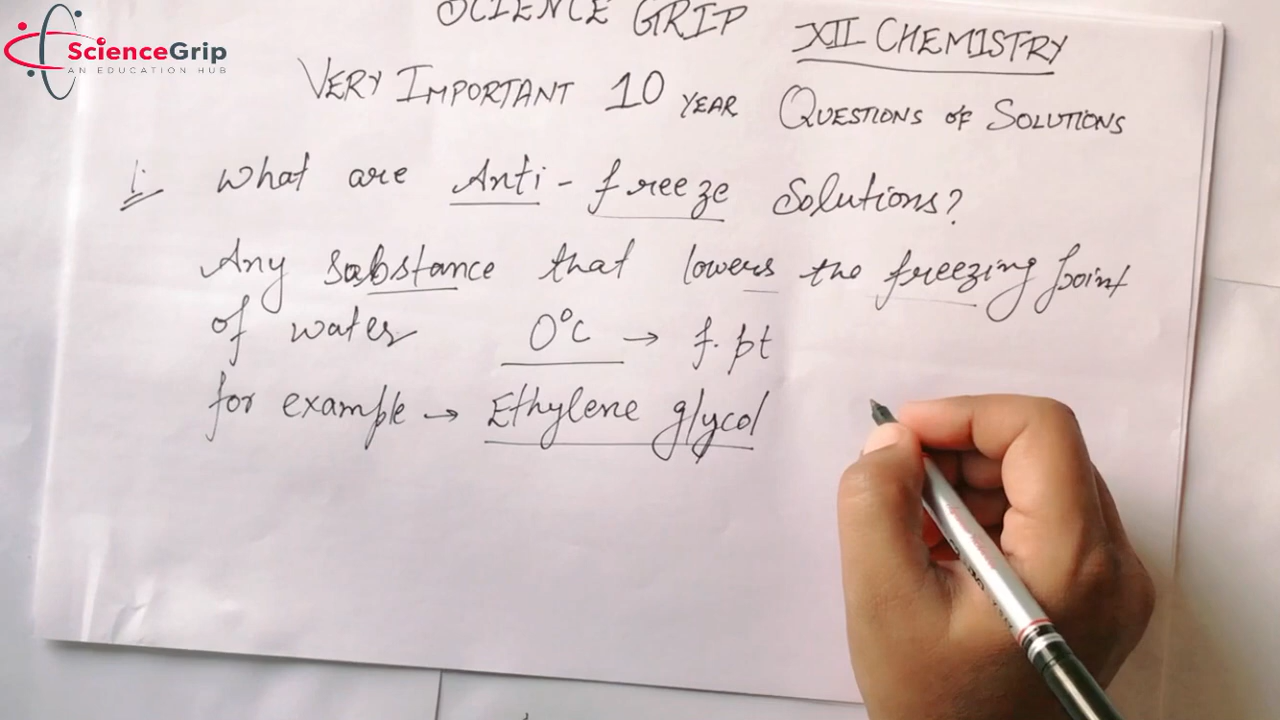 ScienceGrip
AN EDUCATION HUB
SCIENCE GRIP XII CHEMISTRY
VERY IMPORTANT 10 YEAR QUESTIONS OF SOLUTIONS
1. What are Anti-freeze Solutions?
Any substance that lowers the freezing point
of water 0°C → f.pt
for example → Ethylene glycol